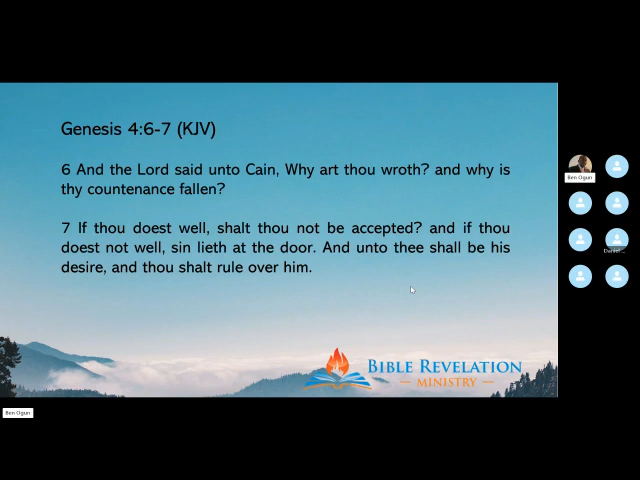 Genesis 4:6-7 (KJV)
6 And the Lord said unto Cain, Why art thou wroth? and why is
thy countenance fallen?
7 If thou doest well, shalt thou not be accepted? and if thou
doest not well, sin lieth at the door. And unto thee shall be his
desire, and thou shalt rule over him.
BIBLE REVELATION
MINISTRY
Ben Ogun
Daniel ...
Ben Ogun